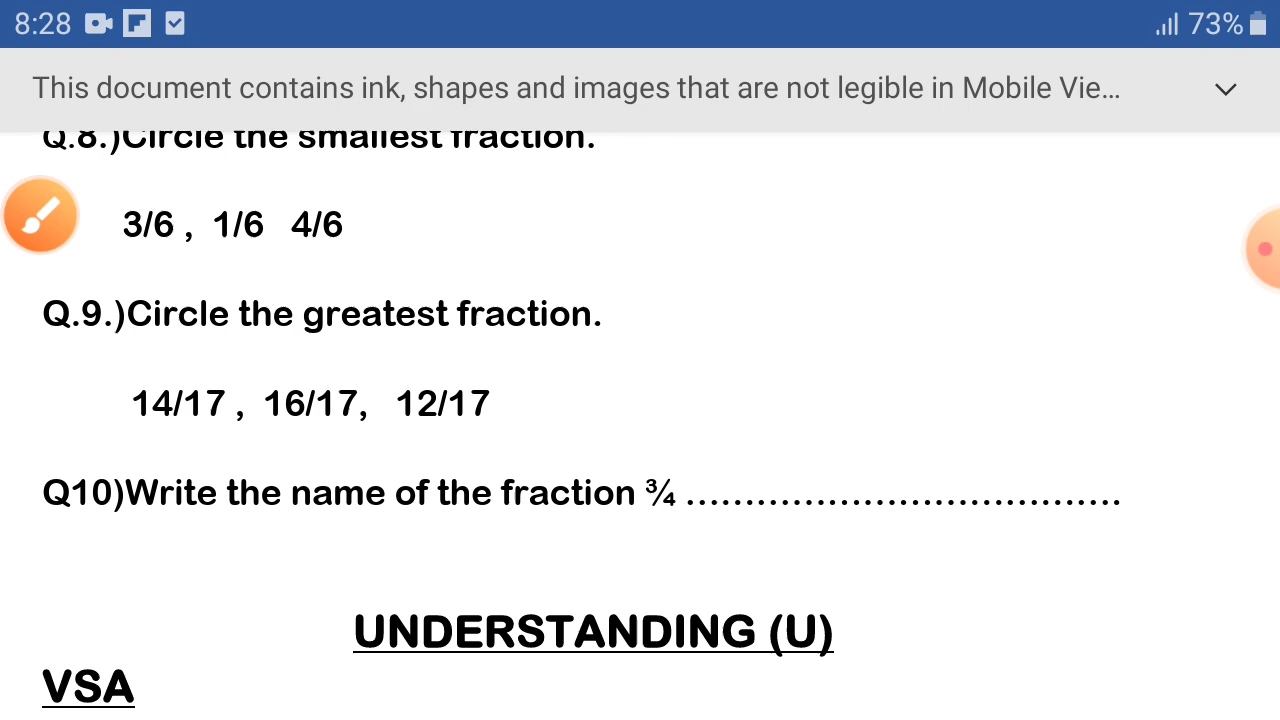 8:28 73%
This document contains ink, shapes and images that are not legible in Mobile Vie...
Q.8.)Circle the smallest fraction.
3/6 , 1/6 4/6
Q.9.)Circle the greatest fraction.
14/17 , 16/17, 12/17
Q10)Write the name of the fraction ¾ .....................................
UNDERSTANDING (U)
VSA